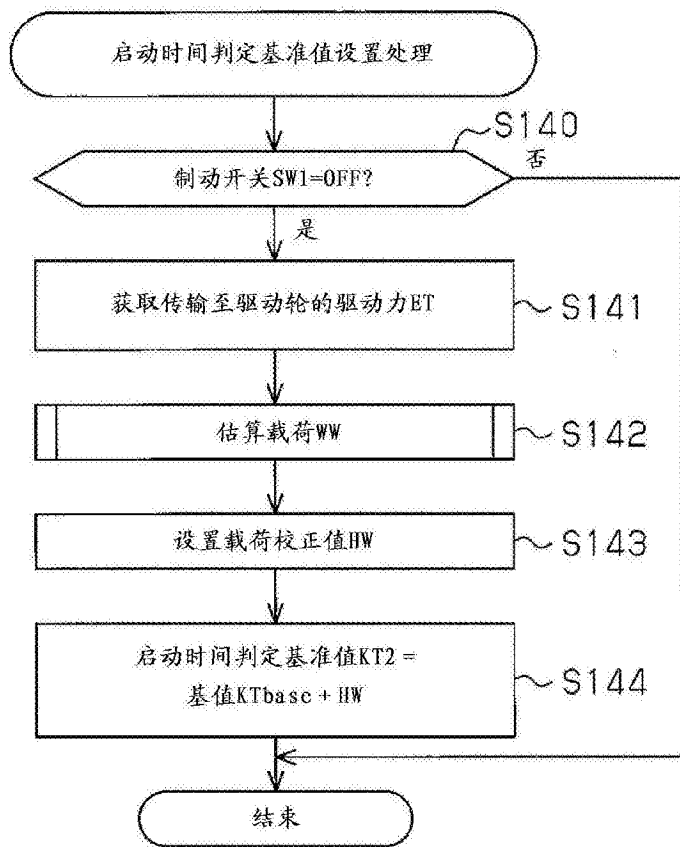 启动时间判定基准值设置处理
S140
制动开关SW1=OFF?
否
是
获取传输至驱动轮的驱动力ET
S141
估算载荷WW
S142
设置载荷校正值HW
S143
启动时间判定基准值KT2 =
基值KTbase + HW
S144
结束